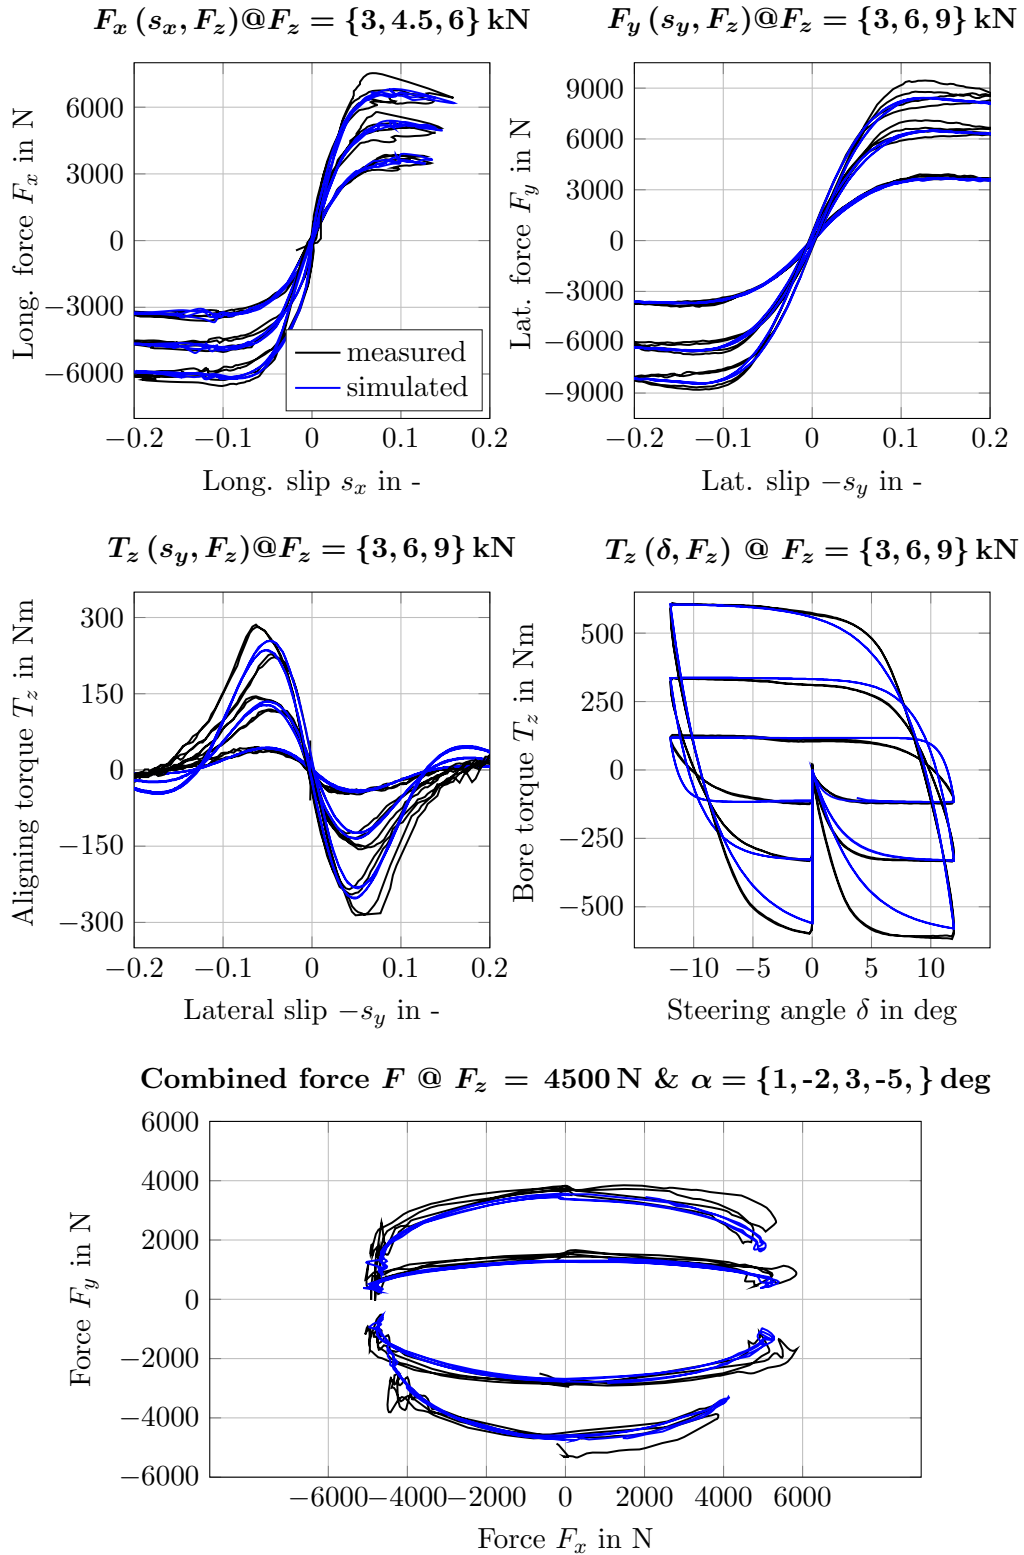 F_x (s_x, F_z)@F_z = {3, 4.5, 6} kN
F_y (s_y, F_z)@F_z = {3, 6, 9} kN
6000
3000
0
−3000
−6000
Long. force F_x in N
measured
simulated
−0.2 −0.1 0 0.1 0.2
Long. slip s_x in -
9000
6000
3000
0
−3000
−6000
−9000
Lat. force F_y in N
−0.2 −0.1 0 0.1 0.2
Lat. slip −s_y in -
T_z (s_y, F_z)@F_z = {3, 6, 9} kN
T_z (δ, F_z) @ F_z = {3, 6, 9} kN
300
150
0
−150
−300
Aligning torque T_z in Nm
−0.2 −0.1 0 0.1 0.2
Lateral slip −s_y in -
500
250
0
−250
−500
Bore torque T_z in Nm
−10 −5 0 5 10
Steering angle δ in deg
Combined force F @ F_z = 4500 N & α = {1, -2, 3, -5, } deg
6000
4000
2000
0
−2000
−4000
−6000
Force F_y in N
−6000 −4000 −2000 0 2000 4000 6000
Force F_x in N